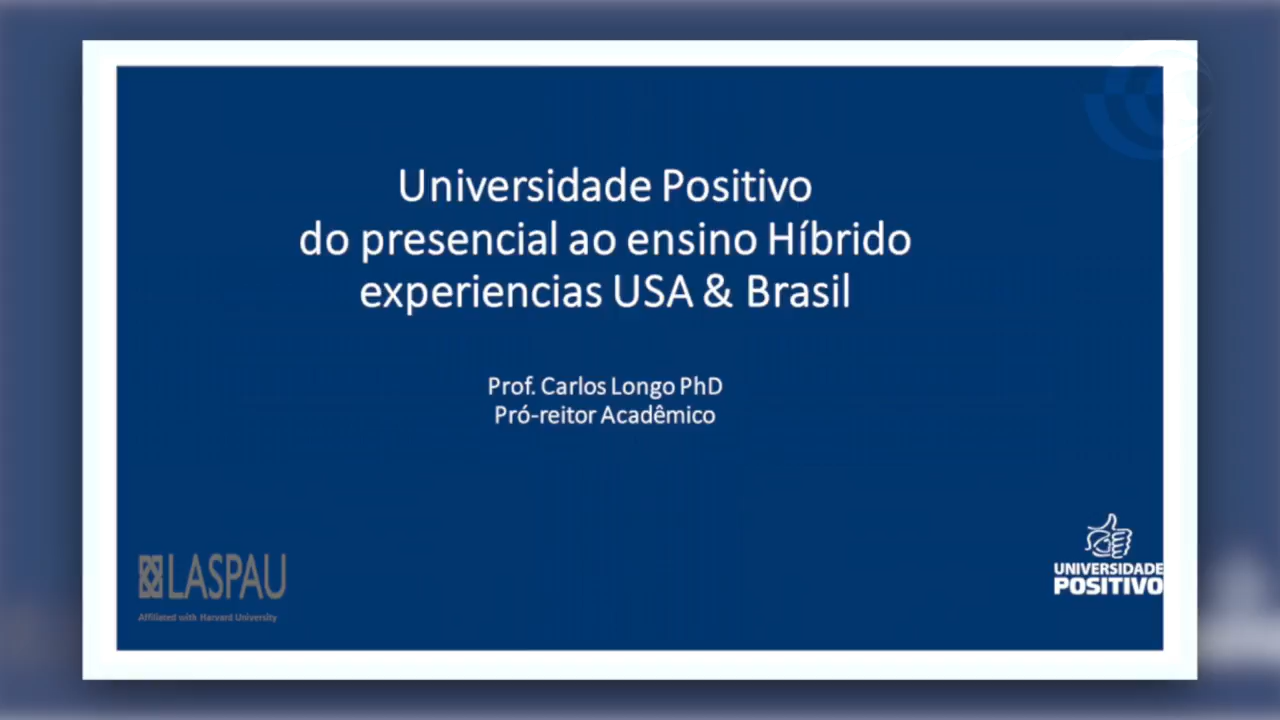 Universidade Positivo
do presencial ao ensino Híbrido
experiencias USA & Brasil
Prof. Carlos Longo PhD
Pró-reitor Acadêmico
LASPAU
Affiliated with Harvard University
UNIVERSIDADE
POSITIVO